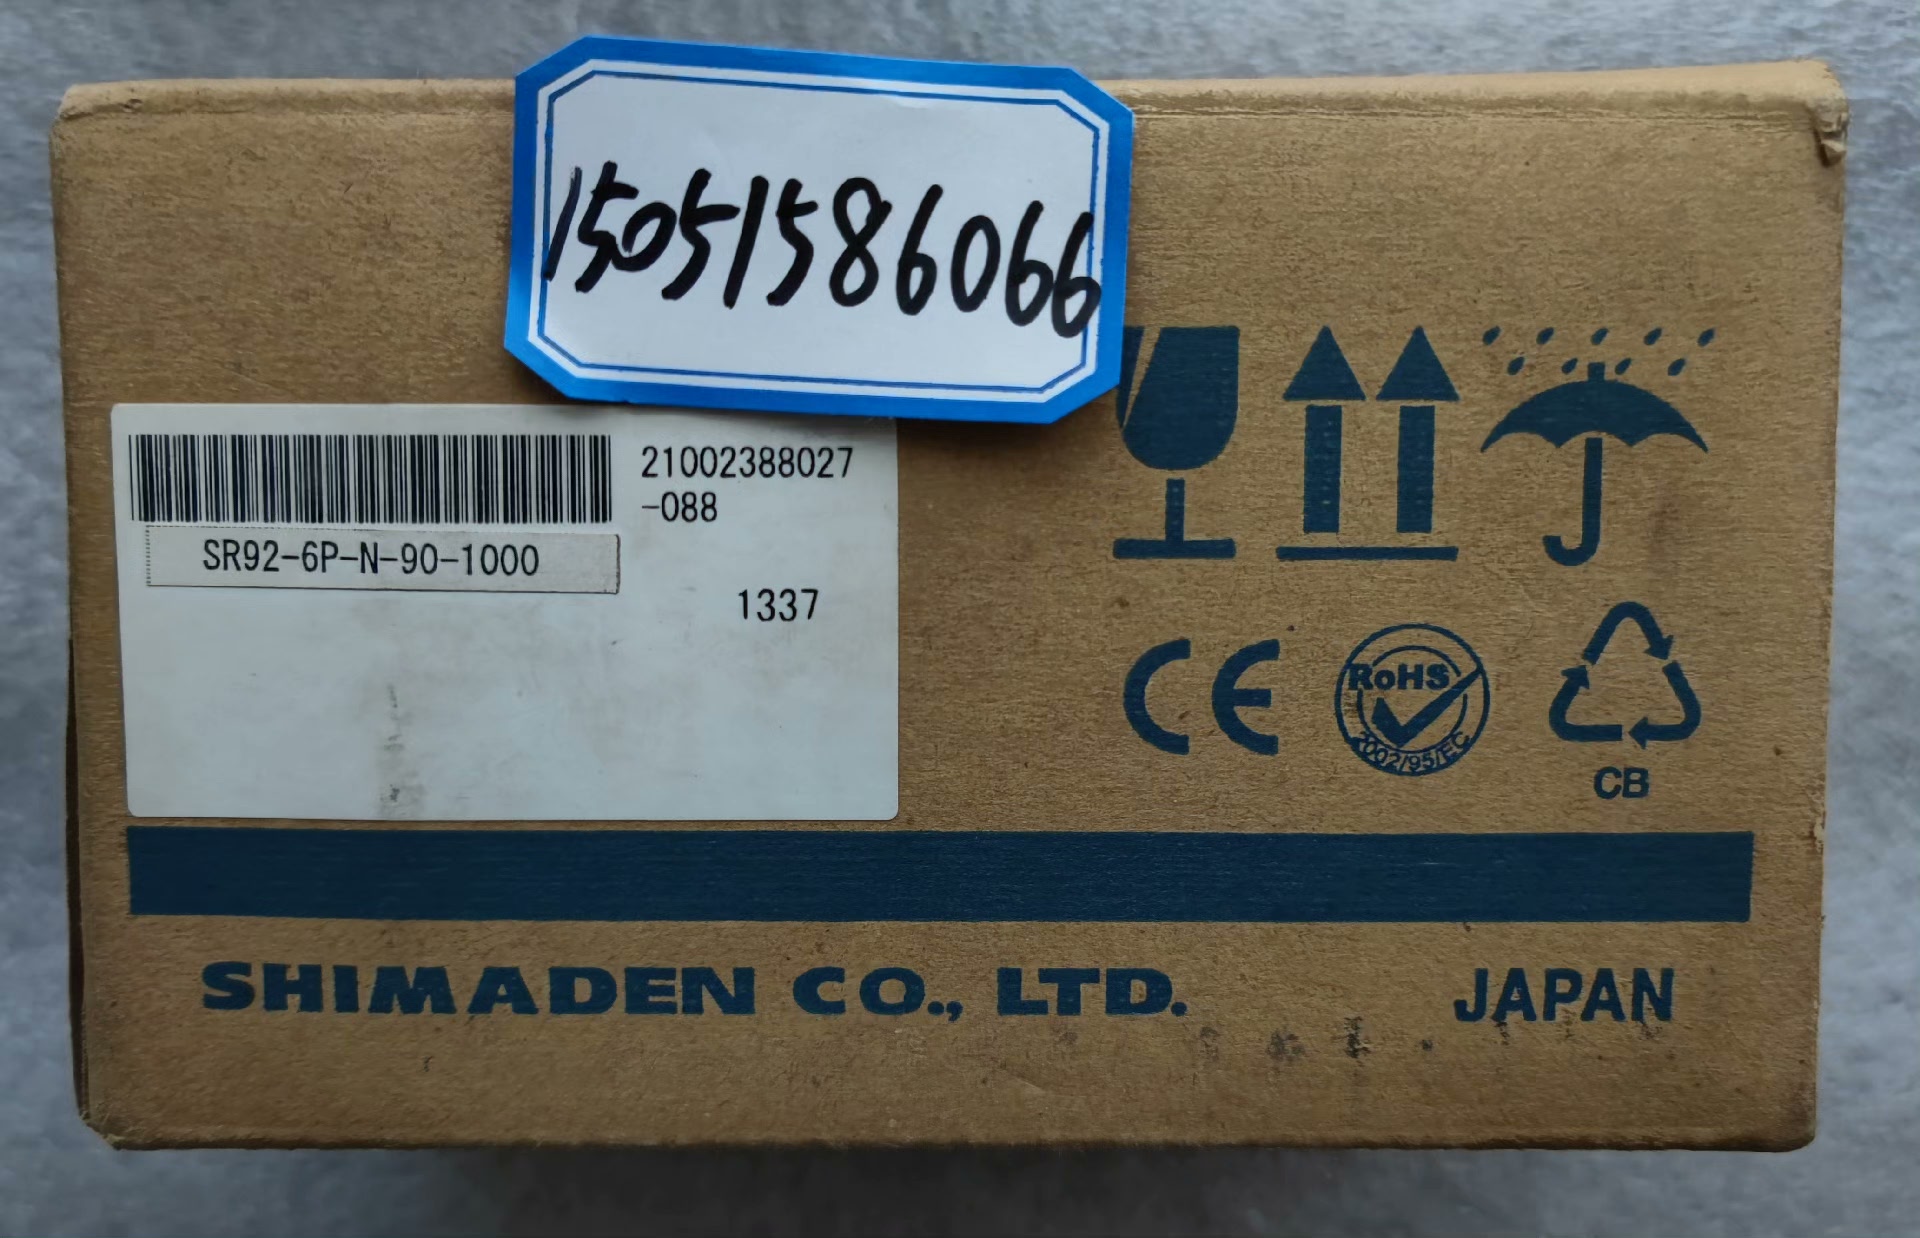 15051586066
21002388027
-088
SR92-6P-N-90-1000
1337
CE
RoHS
2002/95/EC
CB
SHIMADEN CO., LTD.
JAPAN